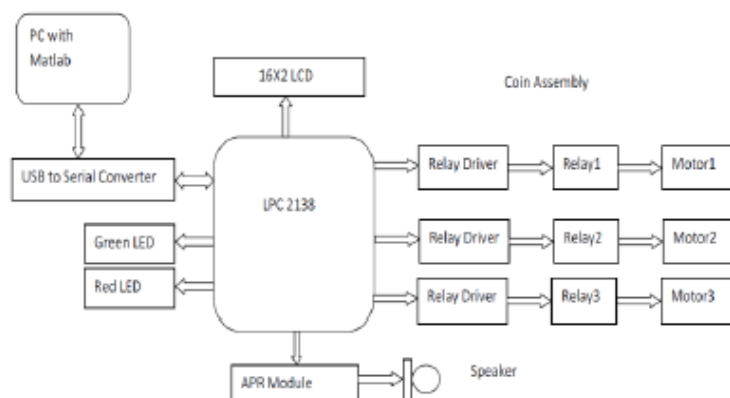 PC with
Matlab
16X2 LCD
Coin Assembly
USB to Serial Converter
LPC 2138
Relay Driver
Relay1
Motor1
Green LED
Relay Driver
Relay2
Motor2
Red LED
Relay Driver
Relay3
Motor3
APR Module
Speaker